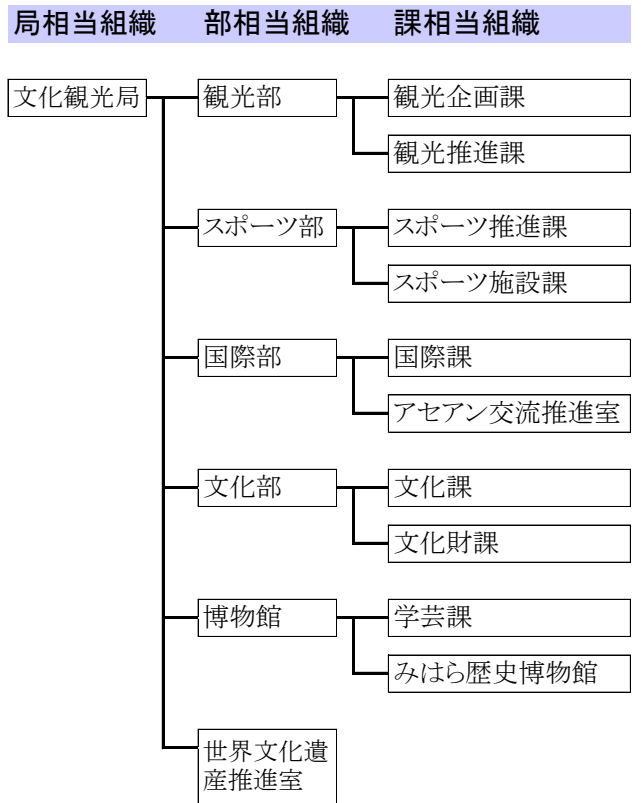 局相当組織 部相当組織 課相当組織
文化観光局 観光部 観光企画課
観光推進課
スポーツ部 スポーツ推進課
スポーツ施設課
国際部 国際課
アセアン交流推進室
文化部 文化課
文化財課
博物館 学芸課
みはら歴史博物館
世界文化遺
産推進室